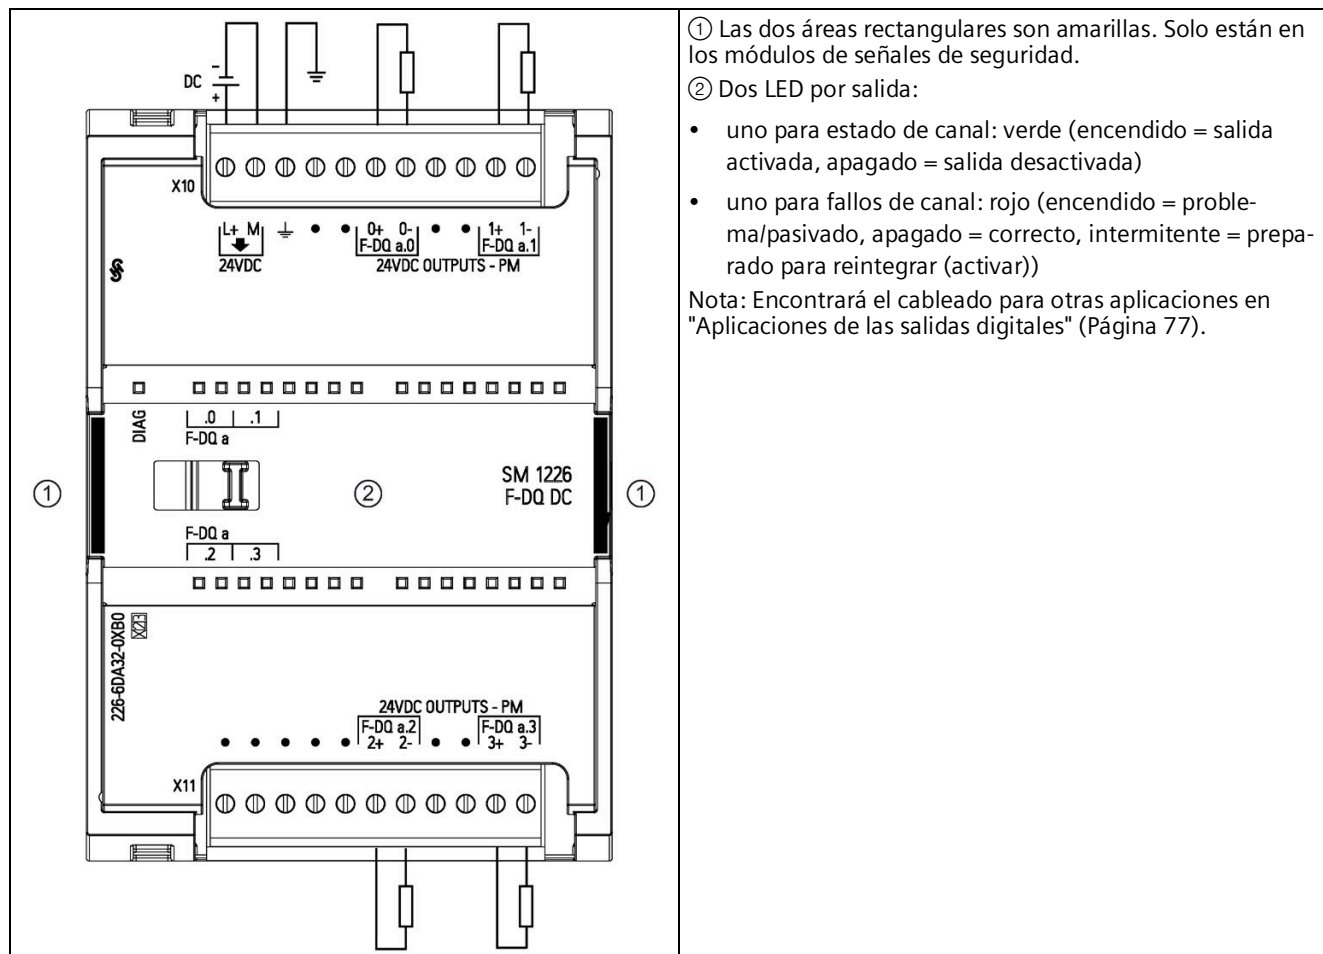 DC
-
+
X10
L+ M
0+ 0-
1+ 1-
F-DQ a.0
F-DQ a.1
24VDC
24VDC OUTPUTS - PM
DIAG
.0 .1
F-DQ a
①
②
SM 1226
F-DQ DC
①
F-DQ a
.2 .3
226-6DA32-0XB0
24VDC OUTPUTS - PM
F-DQ a.2
F-DQ a.3
2+ 2-
3+ 3-
X11
① Las dos áreas rectangulares son amarillas. Solo están en
los módulos de señales de seguridad.
② Dos LED por salida:
• uno para estado de canal: verde (encendido = salida
activada, apagado = salida desactivada)
• uno para fallos de canal: rojo (encendido = proble-
ma/pasivado, apagado = correcto, intermitente = prepa-
rado para reintegrar (activar))
Nota: Encontrará el cableado para otras aplicaciones en
"Aplicaciones de las salidas digitales" (Página 77).